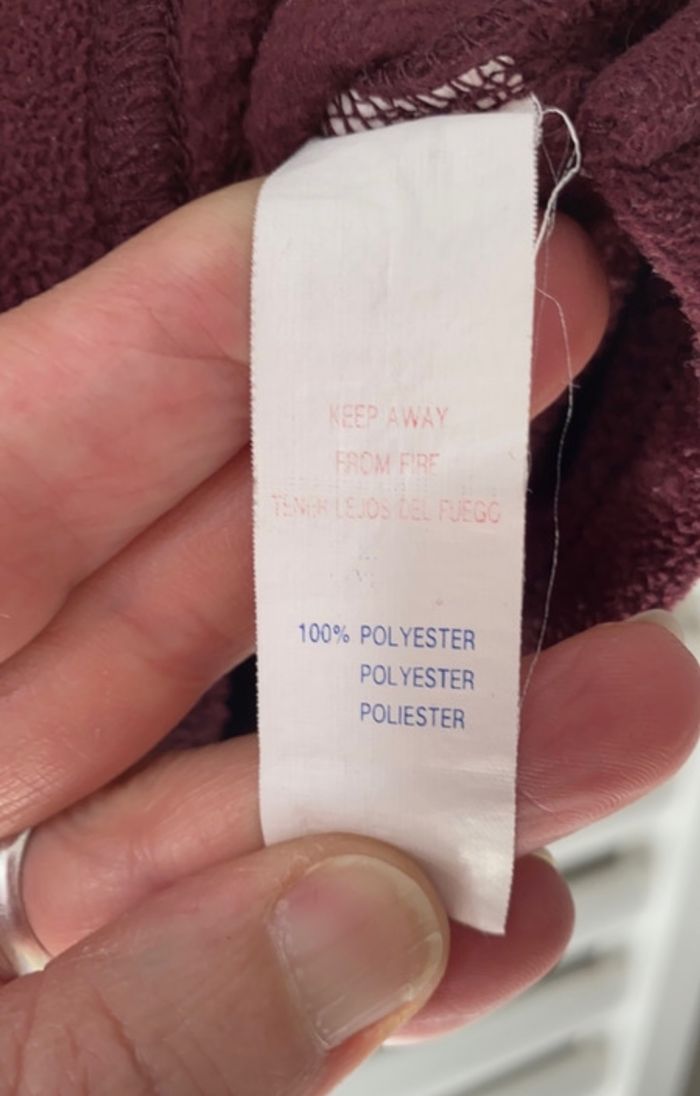 KEEP AWAY
FROM FIRE
TENER LEJOS DEL FUEGO
100% POLYESTER
POLYESTER
POLIESTER